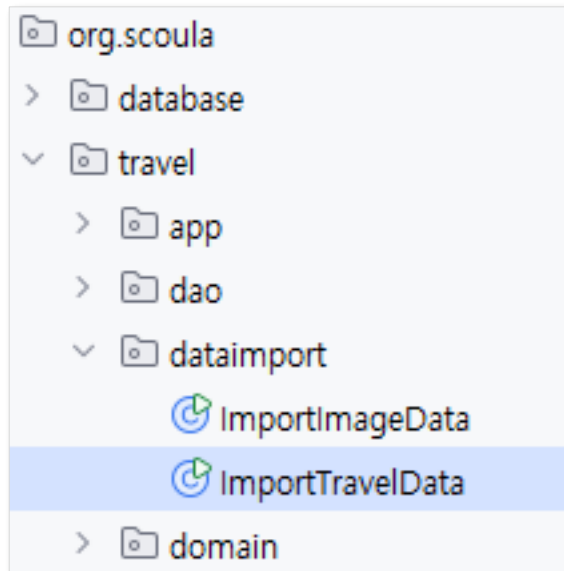 org.scoula
database
travel
app
dao
dataimport
ImportImageData
ImportTravelData
domain